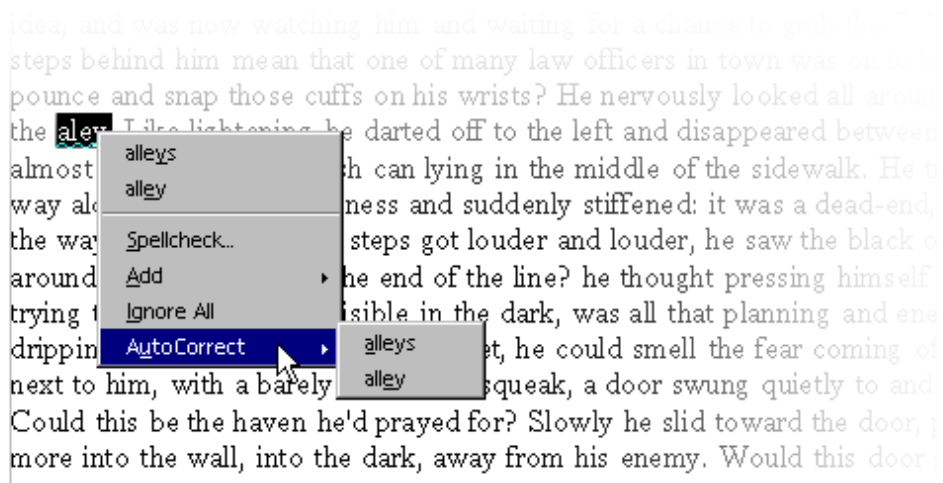 idea, and was now watching him and waiting for a chance to grab
steps behind him mean that one of many law officers in town was
pounce and snap those cuffs on his wrists? He nervously looked all
the aley. Like lightening, he darted off to the left and disappeared between
alleys
almost h can lying in the middle of the sidewalk. He
alley
way ness and suddenly stiffened: it was a dead-end,
the way steps got louder and louder, he saw the black
Spellcheck...
around he end of the line? he thought pressing himself
Add
trying isible in the dark, was all that planning and
Ignore All
drippin et, he could smell the fear coming
AutoCorrect
alleys
alley
next to him, with a barely squeak, a door swung quietly to and
Could this be the haven he'd prayed for? Slowly he slid toward the door,
more into the wall, into the dark, away from his enemy. Would this door